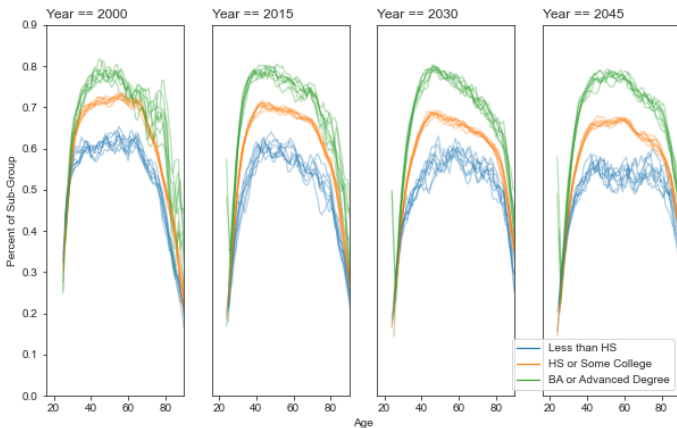 Year == 2000
Year == 2015
Year == 2030
Year == 2045
Percent of Sub-Group
0.9
0.8
0.7
0.6
0.5
0.4
0.3
0.2
0.1
0.0
20 40 60 80
20 40 60 80
20 40 60 80
20 40 60 80
Age
Less than HS
HS or Some College
BA or Advanced Degree